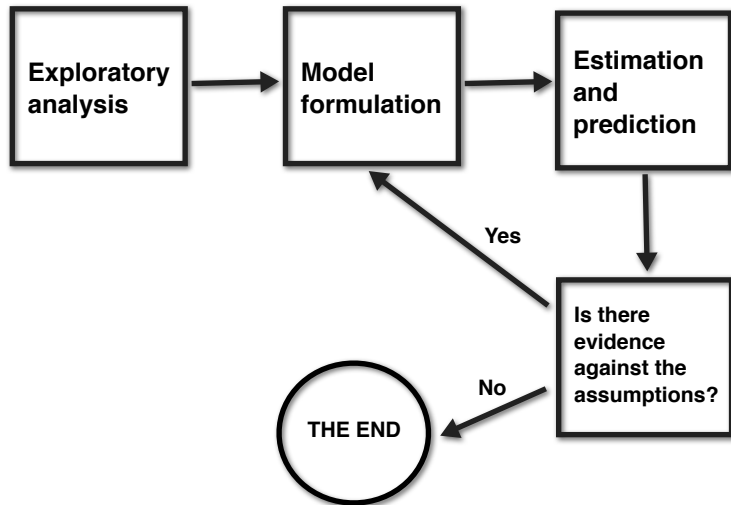 Exploratory
analysis
Model
formulation
Estimation
and
prediction
Yes
Is there
evidence
against the
assumptions?
No
THE END